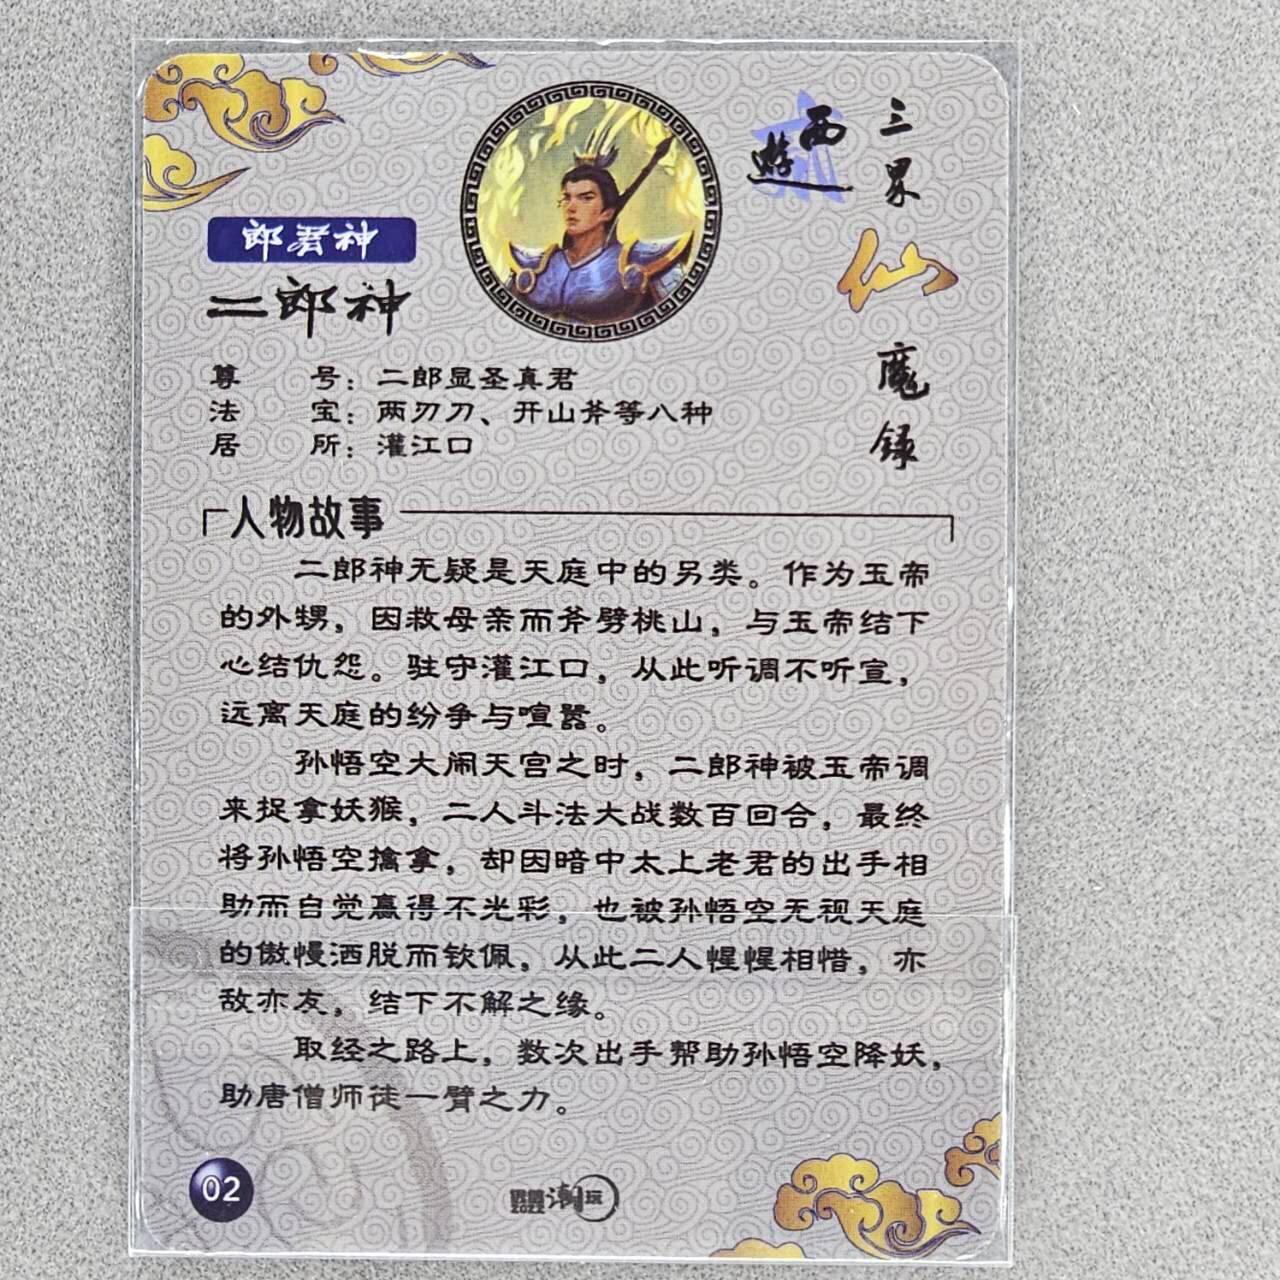 西遊
三界仙魔録
郎君神
二郎神
尊 号：二郎显圣真君
法 宝：两刃刀、开山斧等八种
居 所：灌江口
人物故事
二郎神无疑是天庭中的另类。作为玉帝
的外甥，因救母亲而斧劈桃山，与玉帝结下
心结仇怨。驻守灌江口，从此听调不听宣，
远离天庭的纷争与喧嚣。
孙悟空大闹天宫之时，二郎神被玉帝调
来捉拿妖猴，二人斗法大战数百回合，最终
将孙悟空擒拿，却因暗中太上老君的出手相
助而自觉赢得不光彩，也被孙悟空无视天庭
的傲慢洒脱而钦佩，从此二人惺惺相惜，亦
敌亦友，结下不解之缘。
取经之路上，数次出手帮助孙悟空降妖，
助唐僧师徒一臂之力。
02
2022
潮玩